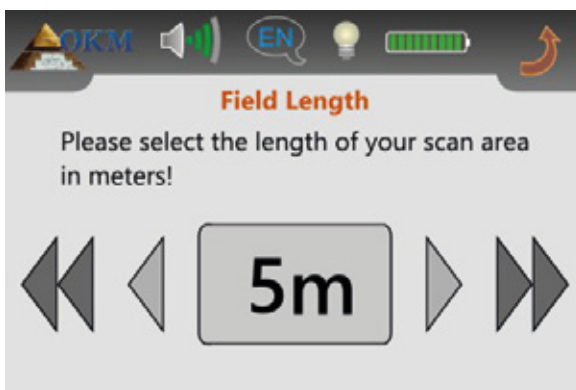 OKM
EN
Field Length
Please select the length of your scan area
in meters!
5m